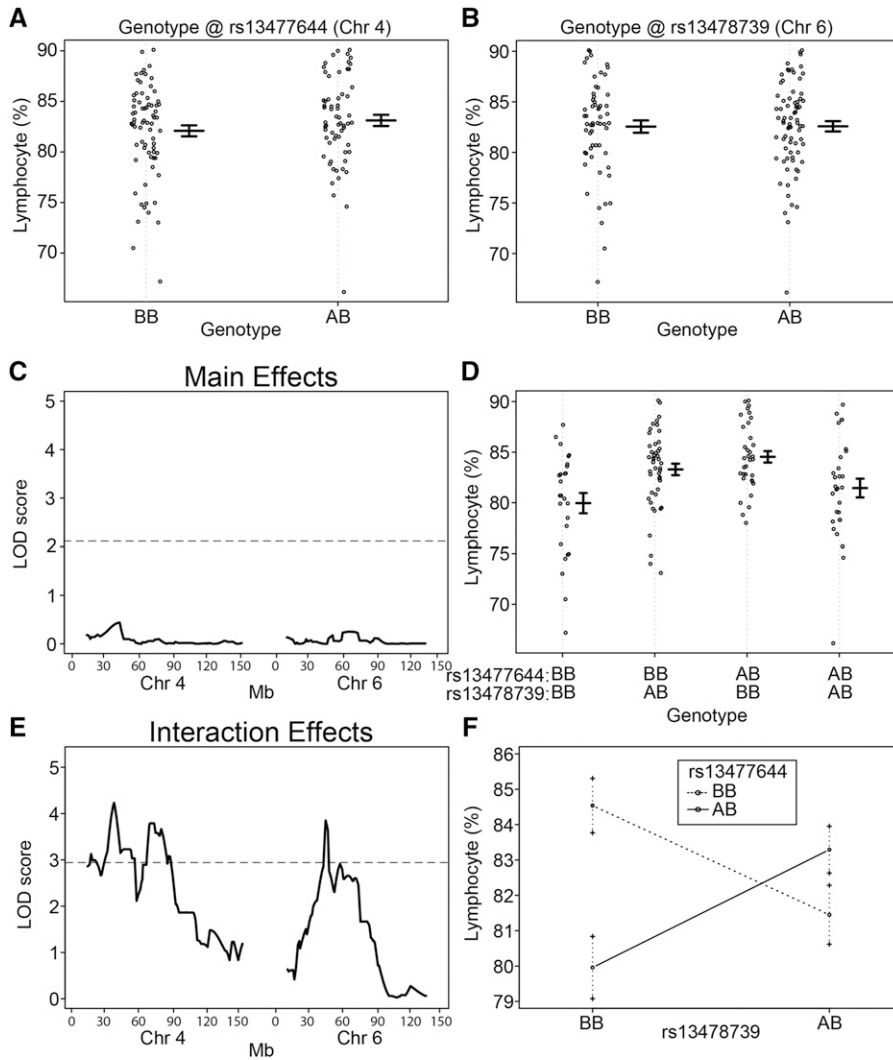 A
Genotype @ rs13477644 (Chr 4)
Lymphocyte (%)
90
85
80
75
70
BB
AB
Genotype
B
Genotype @ rs13478739 (Chr 6)
Lymphocyte (%)
90
85
80
75
70
BB
AB
Genotype
C
Main Effects
LOD score
5
4
3
2
1
0
0 30 60 90 120 150 0 30 60 90 120 150
Chr 4
Chr 6
Mb
D
Lymphocyte (%)
90
85
80
75
70
rs13477644: BB BB AB AB
rs13478739: BB AB BB AB
Genotype
E
Interaction Effects
LOD score
5
4
3
2
1
0
0 30 60 90 120 150 0 30 60 90 120 150
Chr 4
Chr 6
Mb
F
Lymphocyte (%)
86
85
84
83
82
81
80
79
rs13477644
BB
AB
BB
AB
rs13478739